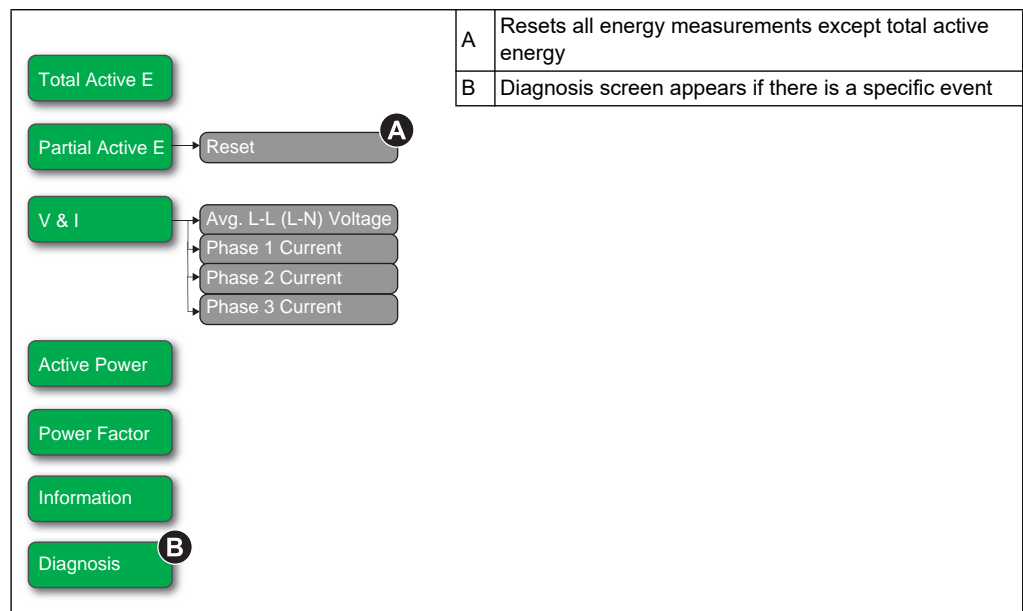 A Resets all energy measurements except total active
energy
B Diagnosis screen appears if there is a specific event
Total Active E
Partial Active E
Reset
A
V & I
Avg. L-L (L-N) Voltage
Phase 1 Current
Phase 2 Current
Phase 3 Current
Active Power
Power Factor
Information
Diagnosis
B